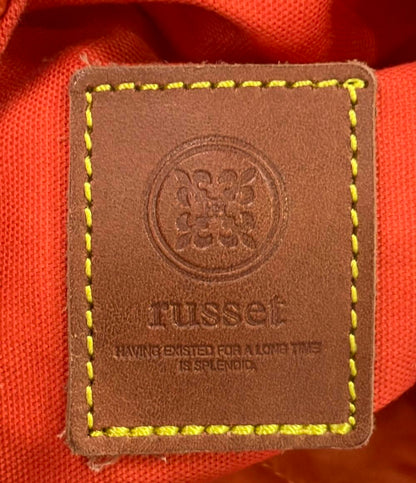 russet
HAVING EXISTED FOR A LONG TIME
IS SPLENDID.